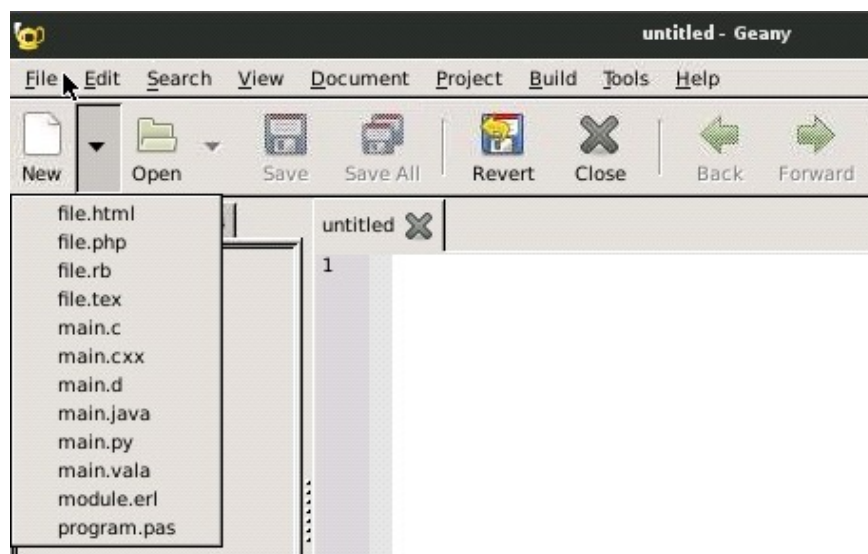 untitled - Geany
File Edit Search View Document Project Build Tools Help
New Open Save Save All Revert Close Back Forward
file.html
file.php
file.rb
file.tex
main.c
main.cxx
main.d
main.java
main.py
main.vala
module.erl
program.pas
untitled
1